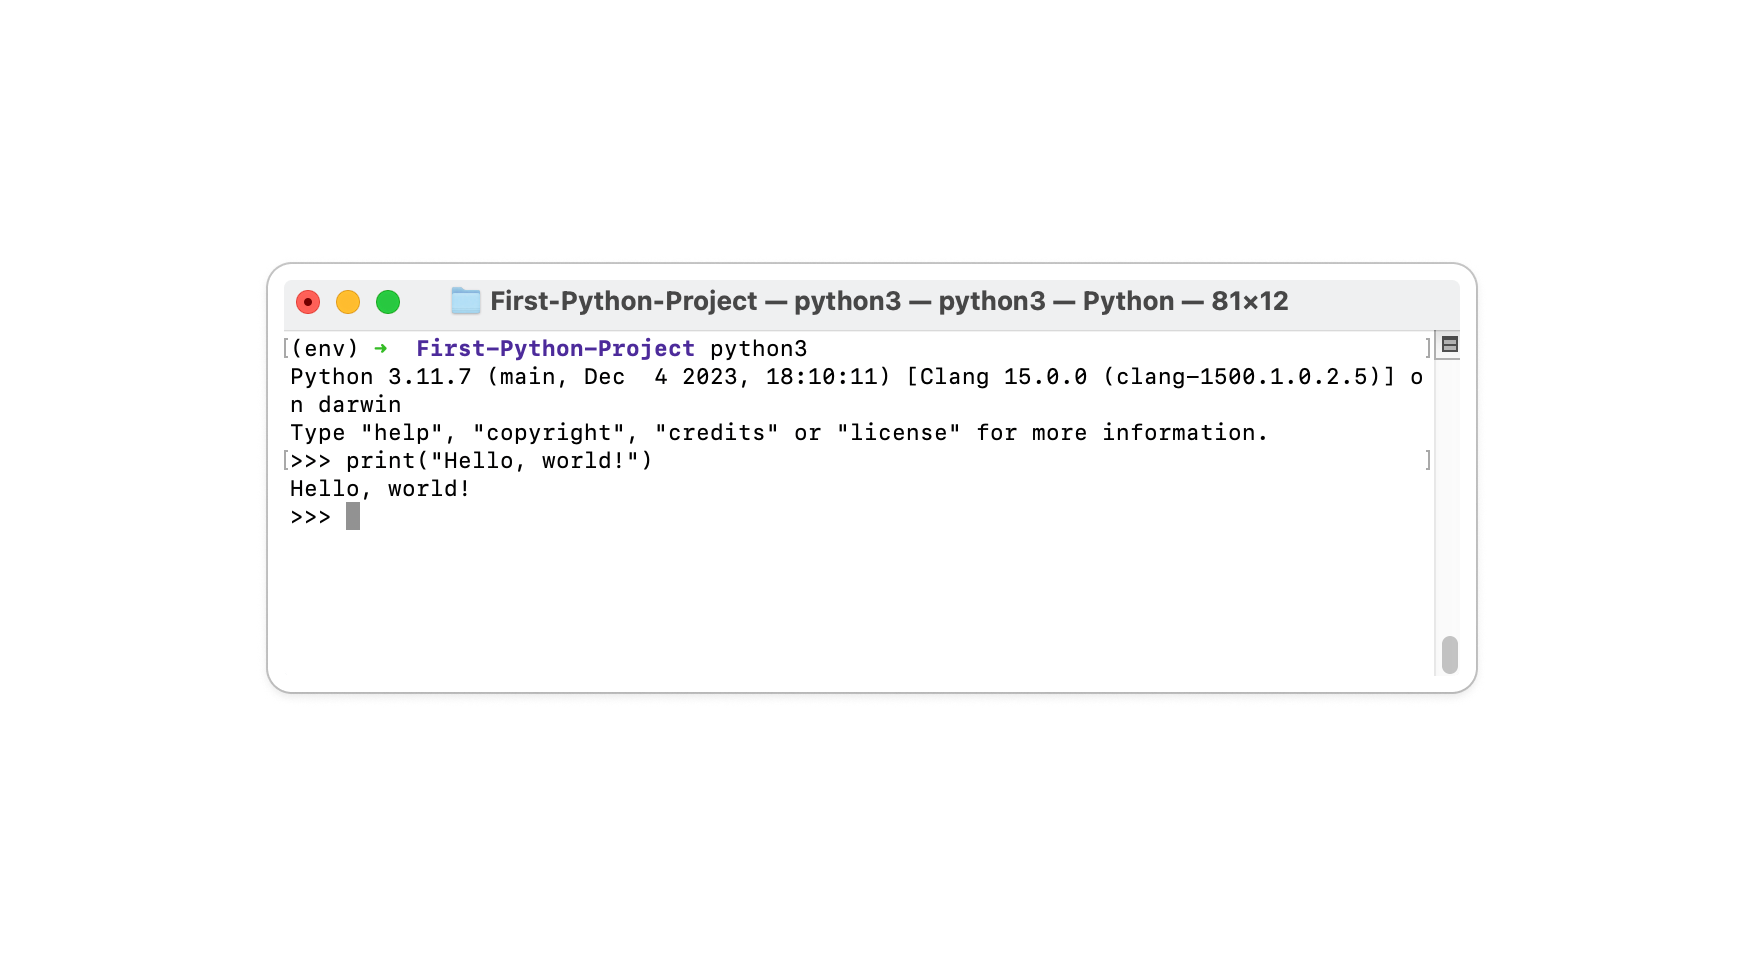 First-Python-Project — python3 — python3 — Python — 81×12
[(env) ➜  First-Python-Project python3 ]
Python 3.11.7 (main, Dec  4 2023, 18:10:11) [Clang 15.0.0 (clang-1500.1.0.2.5)] o
n darwin
Type "help", "copyright", "credits" or "license" for more information.
[>>> print("Hello, world!") ]
Hello, world!
>>>